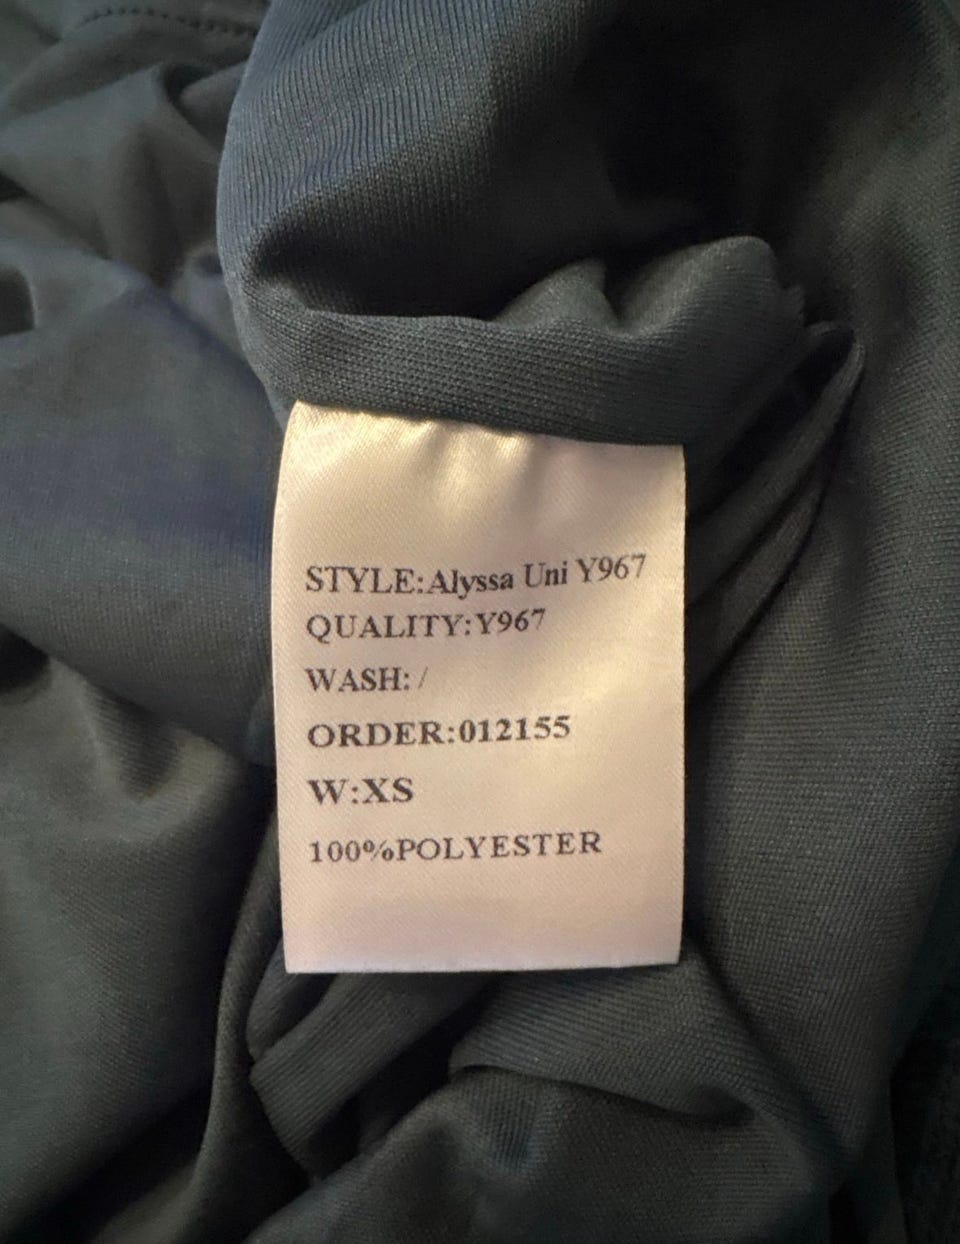 STYLE:Alyssa Uni Y967
QUALITY:Y967
WASH: /
ORDER:012155
W:XS
100%POLYESTER